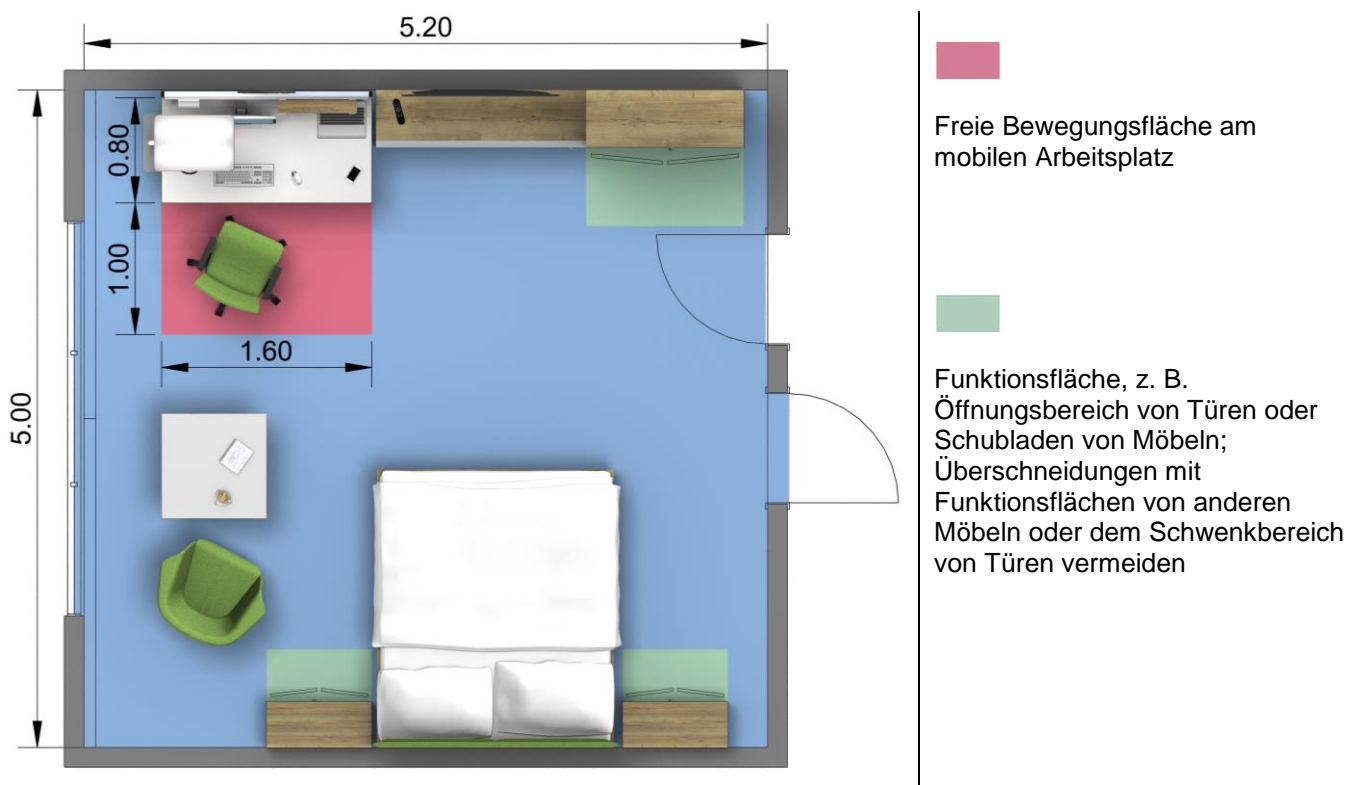 5.20
0.80
1.00
1.60
5.00
Freie Bewegungsfläche am
mobilen Arbeitsplatz
Funktionsfläche, z. B.
Öffnungsbereich von Türen oder
Schubladen von Möbeln;
Überschneidungen mit
Funktionsflächen von anderen
Möbeln oder dem Schwenkbereich
von Türen vermeiden